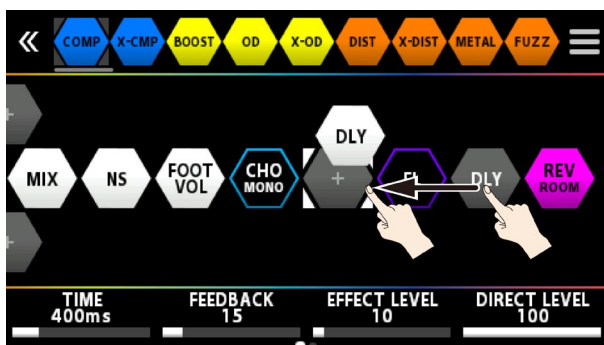 COMP X-CMP BOOST OD X-OD DIST X-DIST METAL FUZZ
DLY
MIX NS FOOT VOL CHO MONO + FL DLY REV ROOM
+
+
TIME FEEDBACK EFFECT LEVEL DIRECT LEVEL
400ms 15 10 100